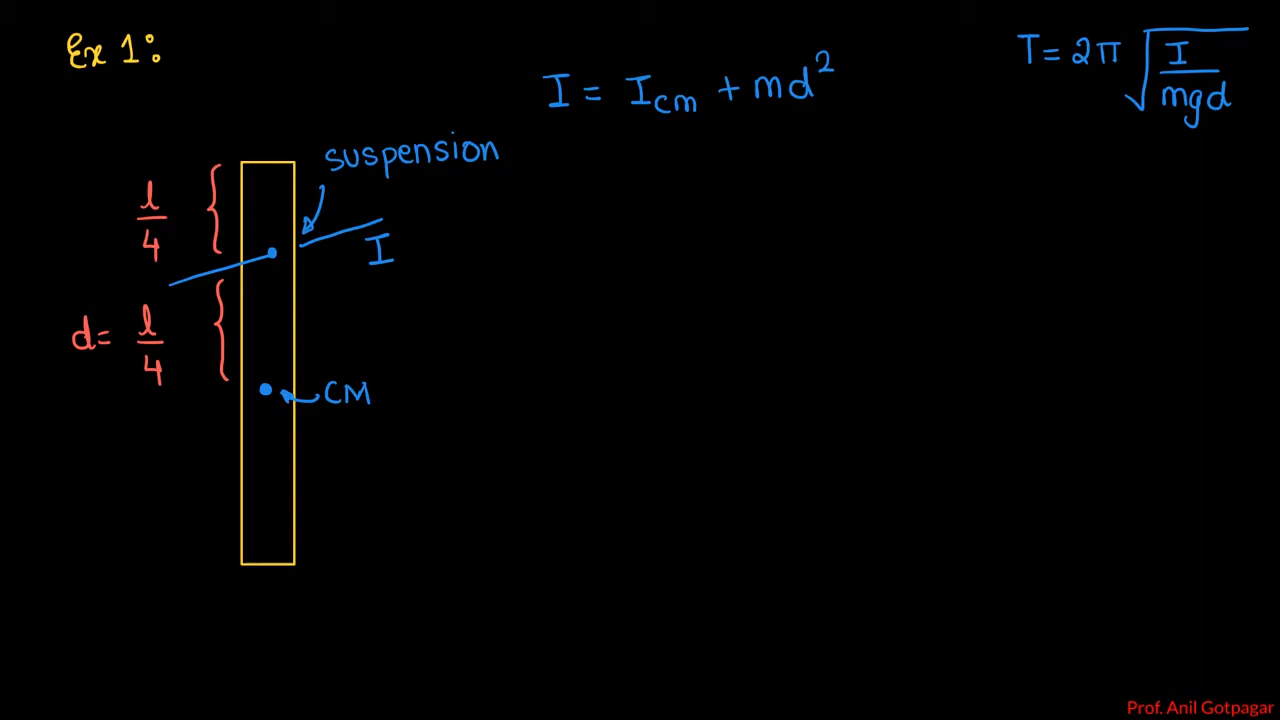 Ex 1:
I = Icm + md²
T = 2π √(I/mgd)
suspension
l/4
I
d = l/4
CM
Prof. Anil Gotpagar